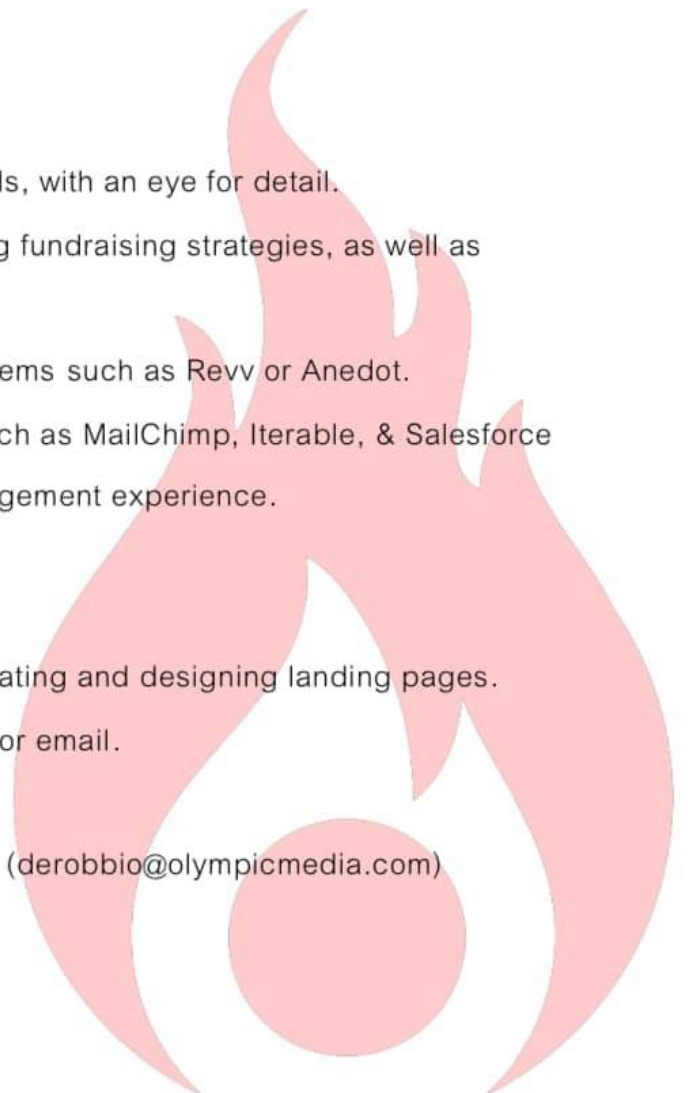 ls, with an eye for detail.
g fundraising strategies, as well as
ems such as Revv or Anedot.
ch as MailChimp, Iterable, & Salesforce
gement experience.
ating and designing landing pages.
or email.
(derobbio@olympicmedia.com)